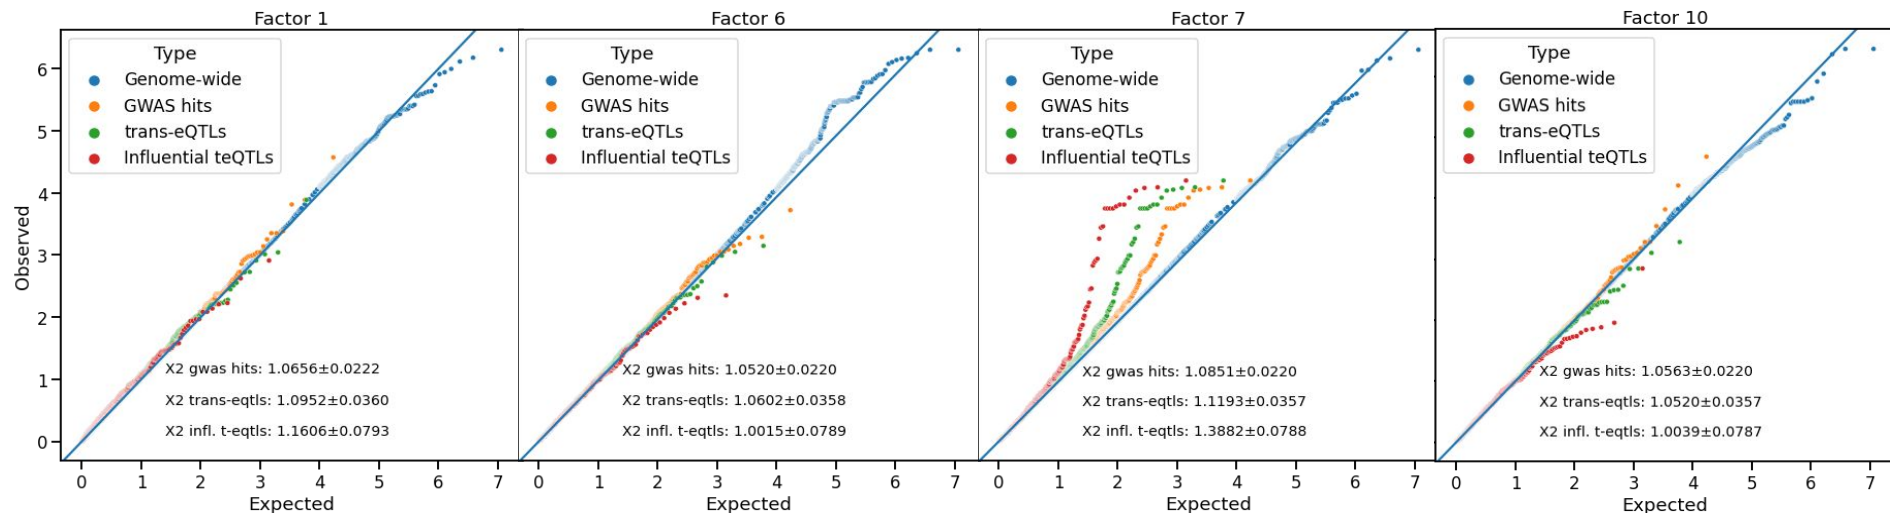 Factor 1
Factor 6
Factor 7
Factor 10
Observed
6
5
4
3
2
1
0
Type
Genome-wide
GWAS hits
trans-eQTLs
Influential teQTLs
X2 gwas hits: 1.0656±0.0222
X2 trans-eqtls: 1.0952±0.0360
X2 infl. t-eqtls: 1.1606±0.0793
0 1 2 3 4 5 6 7
Expected
Type
Genome-wide
GWAS hits
trans-eQTLs
Influential teQTLs
X2 gwas hits: 1.0520±0.0220
X2 trans-eqtls: 1.0602±0.0358
X2 infl. t-eqtls: 1.0015±0.0789
0 1 2 3 4 5 6 7
Expected
Type
Genome-wide
GWAS hits
trans-eQTLs
Influential teQTLs
X2 gwas hits: 1.0851±0.0220
X2 trans-eqtls: 1.1193±0.0357
X2 infl. t-eqtls: 1.3882±0.0788
0 1 2 3 4 5 6 7
Expected
Type
Genome-wide
GWAS hits
trans-eQTLs
Influential teQTLs
X2 gwas hits: 1.0563±0.0220
X2 trans-eqtls: 1.0520±0.0357
X2 infl. t-eqtls: 1.0039±0.0787
0 1 2 3 4 5 6 7
Expected